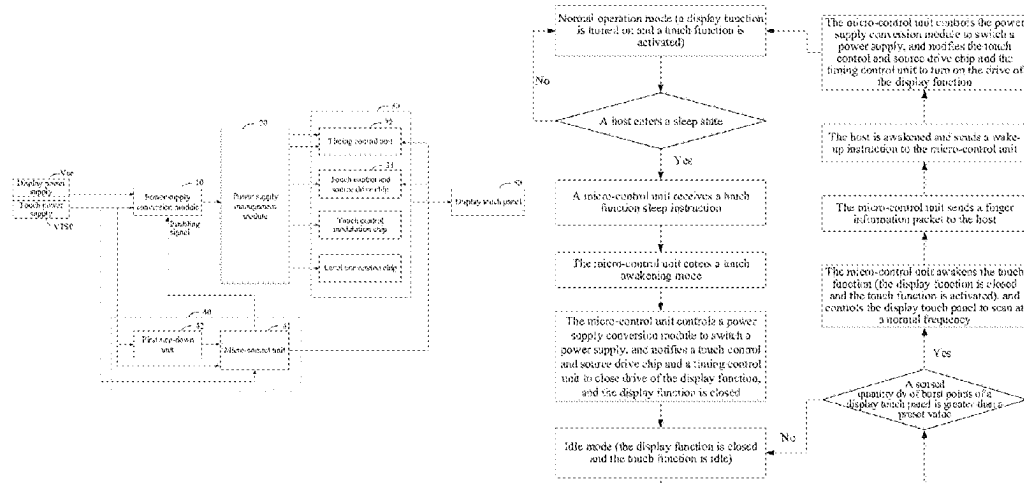 Display power
supply
Touch power
supply
VTSP
10
Power supply
conversion module
Enabling
signal
20
Power supply
management
module
Timing control unit
31
Touch control and
source drive chip
Touch control
modulation chip
Level conversion chip
50
Display touch panel
40
First step-down
unit
Micro-control unit
Normal operation mode (a display function
is turned on and a touch function is
activated)
No
A host enters a sleep state
Yes
A micro-control unit receives a touch
function sleep instruction
The micro-control unit enters a touch
awakening mode
The micro-control unit controls a power
supply conversion module to switch a
power supply, and notifies a touch control
and source drive chip and a timing control
unit to close drive of the display function,
and the display function is closed
Idle mode (the display function is closed
and the touch function is idle)
The micro-control unit controls the power
supply conversion module to switch a
power supply, and notifies the touch
control and source drive chip and the
timing control unit to turn on the drive of
the display function
The host is awakened and sends a wake-
up instruction to the micro-control unit
The micro-control unit sends a finger
information packet to the host
The micro-control unit awakens the touch
function (the display function is closed
and the touch function is activated), and
controls the display touch panel to scan at
a normal frequency
Yes
A sensed
quantity dv of burst points of a
display touch panel is greater than a
preset value
No